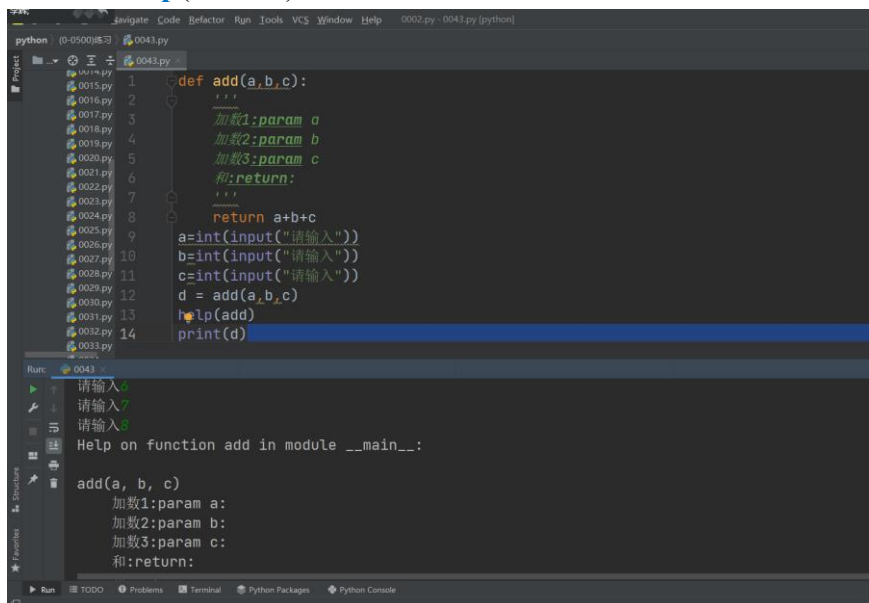 Navigate Code Refactor Run Tools VCS Window Help 0002.py - 0043.py [python]
python (0-0500)练习 0043.py
Project
0043.py
0014.py
0015.py
0016.py
0017.py
0018.py
0019.py
0020.py
0021.py
0022.py
0023.py
0024.py
0025.py
0026.py
0027.py
0028.py
0029.py
0030.py
0031.py
0032.py
0033.py
1 def add(a,b,c):
2 '''
3 加数1:param a
4 加数2:param b
5 加数3:param c
6 和:return:
7 '''
8 return a+b+c
9 a=int(input("请输入"))
10 b=int(input("请输入"))
11 c=int(input("请输入"))
12 d = add(a,b,c)
13 help(add)
14 print(d)
Run: 0043
请输入6
请输入7
请输入8
Help on function add in module __main__:
add(a, b, c)
加数1:param a:
加数2:param b:
加数3:param c:
和:return:
Structure
Favorites
Run TODO Problems Terminal Python Packages Python Console